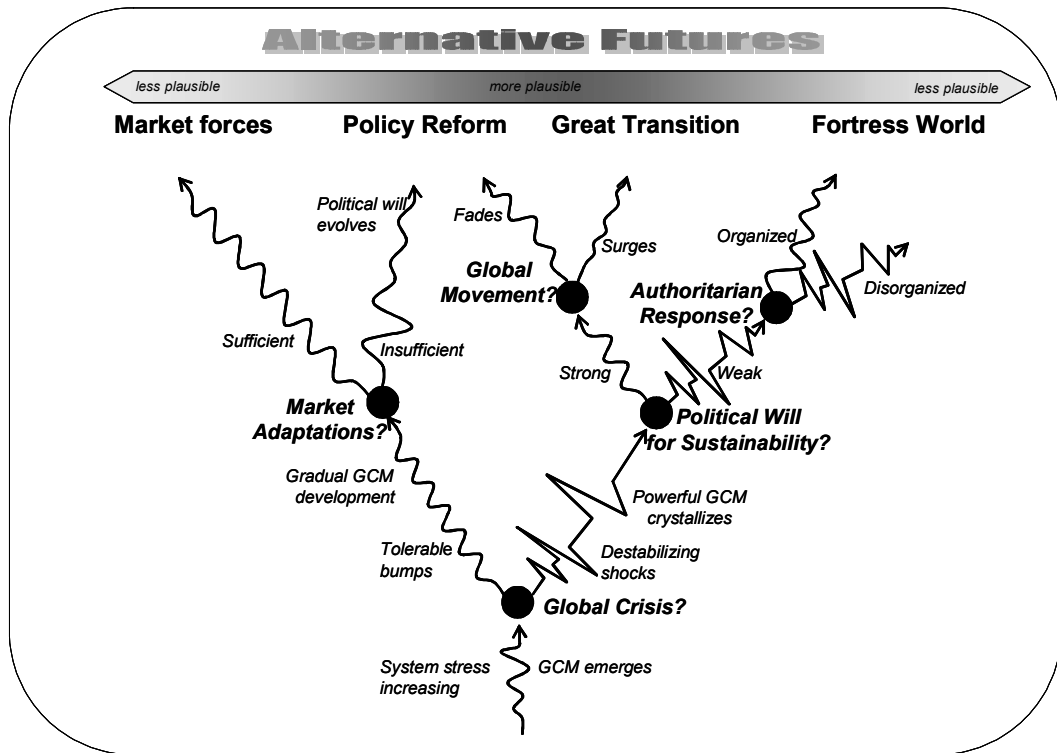 Alternative Futures
less plausible
more plausible
less plausible
Market forces
Policy Reform
Great Transition
Fortress World
Political will
evolves
Fades
Surges
Organized
Global
Movement?
Authoritarian
Response?
Disorganized
Sufficient
Insufficient
Strong
Weak
Market
Adaptations?
Political Will
for Sustainability?
Gradual GCM
development
Powerful GCM
crystallizes
Tolerable
bumps
Destabilizing
shocks
Global Crisis?
System stress
increasing
GCM emerges